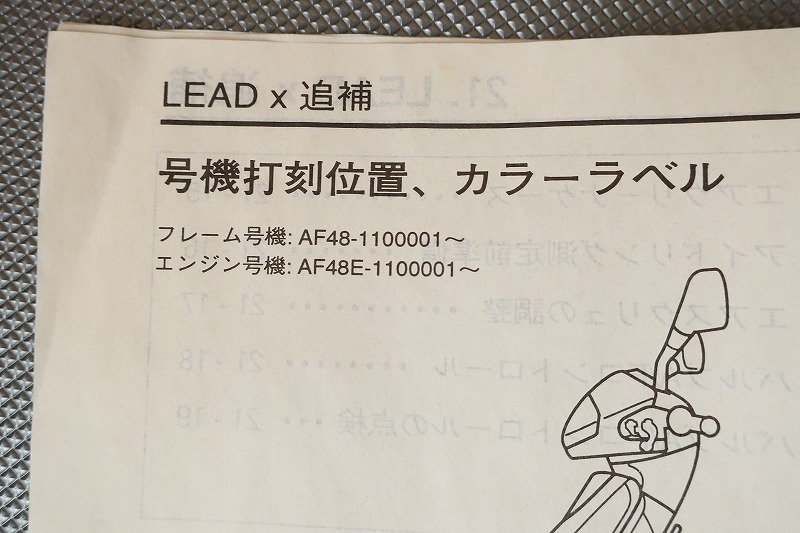 LEAD x 追補
号機打刻位置、カラーラベル
フレーム号機: AF48-1100001～
エンジン号機: AF48E-1100001～